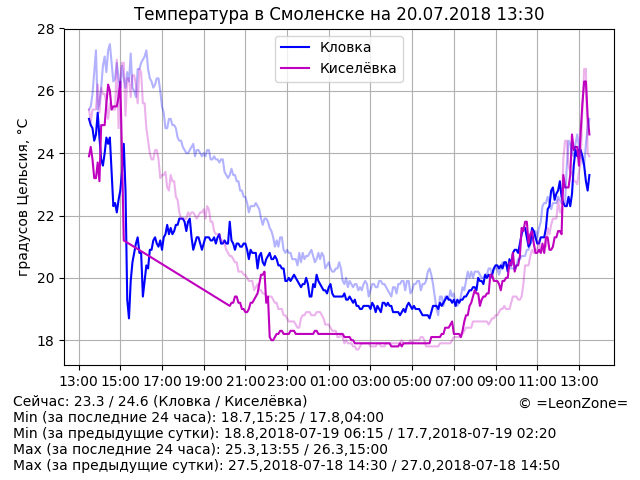 Температура в Смоленске на 20.07.2018 13:30
Кловка
Киселёвка
градусов Цельсия, °C
28
26
24
22
20
18
13:00 15:00 17:00 19:00 21:00 23:00 01:00 03:00 05:00 07:00 09:00 11:00 13:00
Сейчас: 23.3 / 24.6 (Кловка / Киселёвка)
© =LeonZone=
Min (за последние 24 часа): 18.7,15:25 / 17.8,04:00
Min (за предыдущие сутки): 18.8,2018-07-19 06:15 / 17.7,2018-07-19 02:20
Max (за последние 24 часа): 25.3,13:55 / 26.3,15:00
Max (за предыдущие сутки): 27.5,2018-07-18 14:30 / 27.0,2018-07-18 14:50